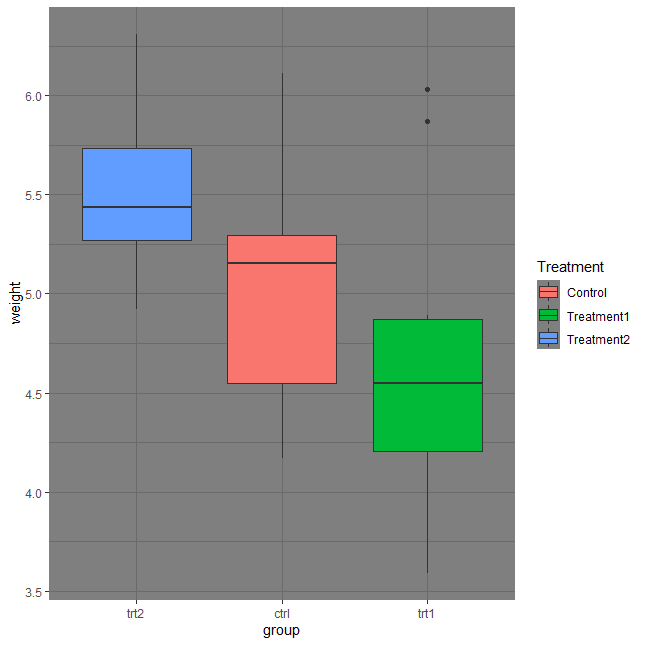 weight
6.0
5.5
5.0
4.5
4.0
3.5
trt2 ctrl trt1
group
Treatment
Control
Treatment1
Treatment2